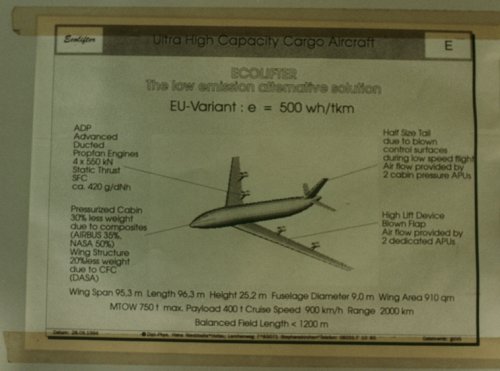 Ecolifter
Ultra High Capacity Cargo Aircraft
E
ECOLIFTER
The low emission alternative solution
EU-Variant : e = 500 wh/tkm
ADP
Advanced
Ducted
Propfan Engines
4 x 550 kN
Static Thrust
SFC
ca. 420 g/dNh
Half Size Tail
due to blown
control surfaces
during low speed flight
Air flow provided by
2 cabin pressure APUs
Pressurized Cabin
30% less weight
due to composites
(AIRBUS 35%,
NASA 50%)
Wing Structure
20%less weight
due to CFC
(DASA)
High Lift Device
Blown Flap
Air flow provided by
2 dedicated APUs
Wing Span 95,3 m Length 96,3 m Height 25,2 m Fuselage Diameter 9,0 m Wing Area 910 qm
MTOW 750 t max. Payload 400 t Cruise Speed 900 km/h Range 2000 km
Balanced Field Length < 1200 m
Datum: